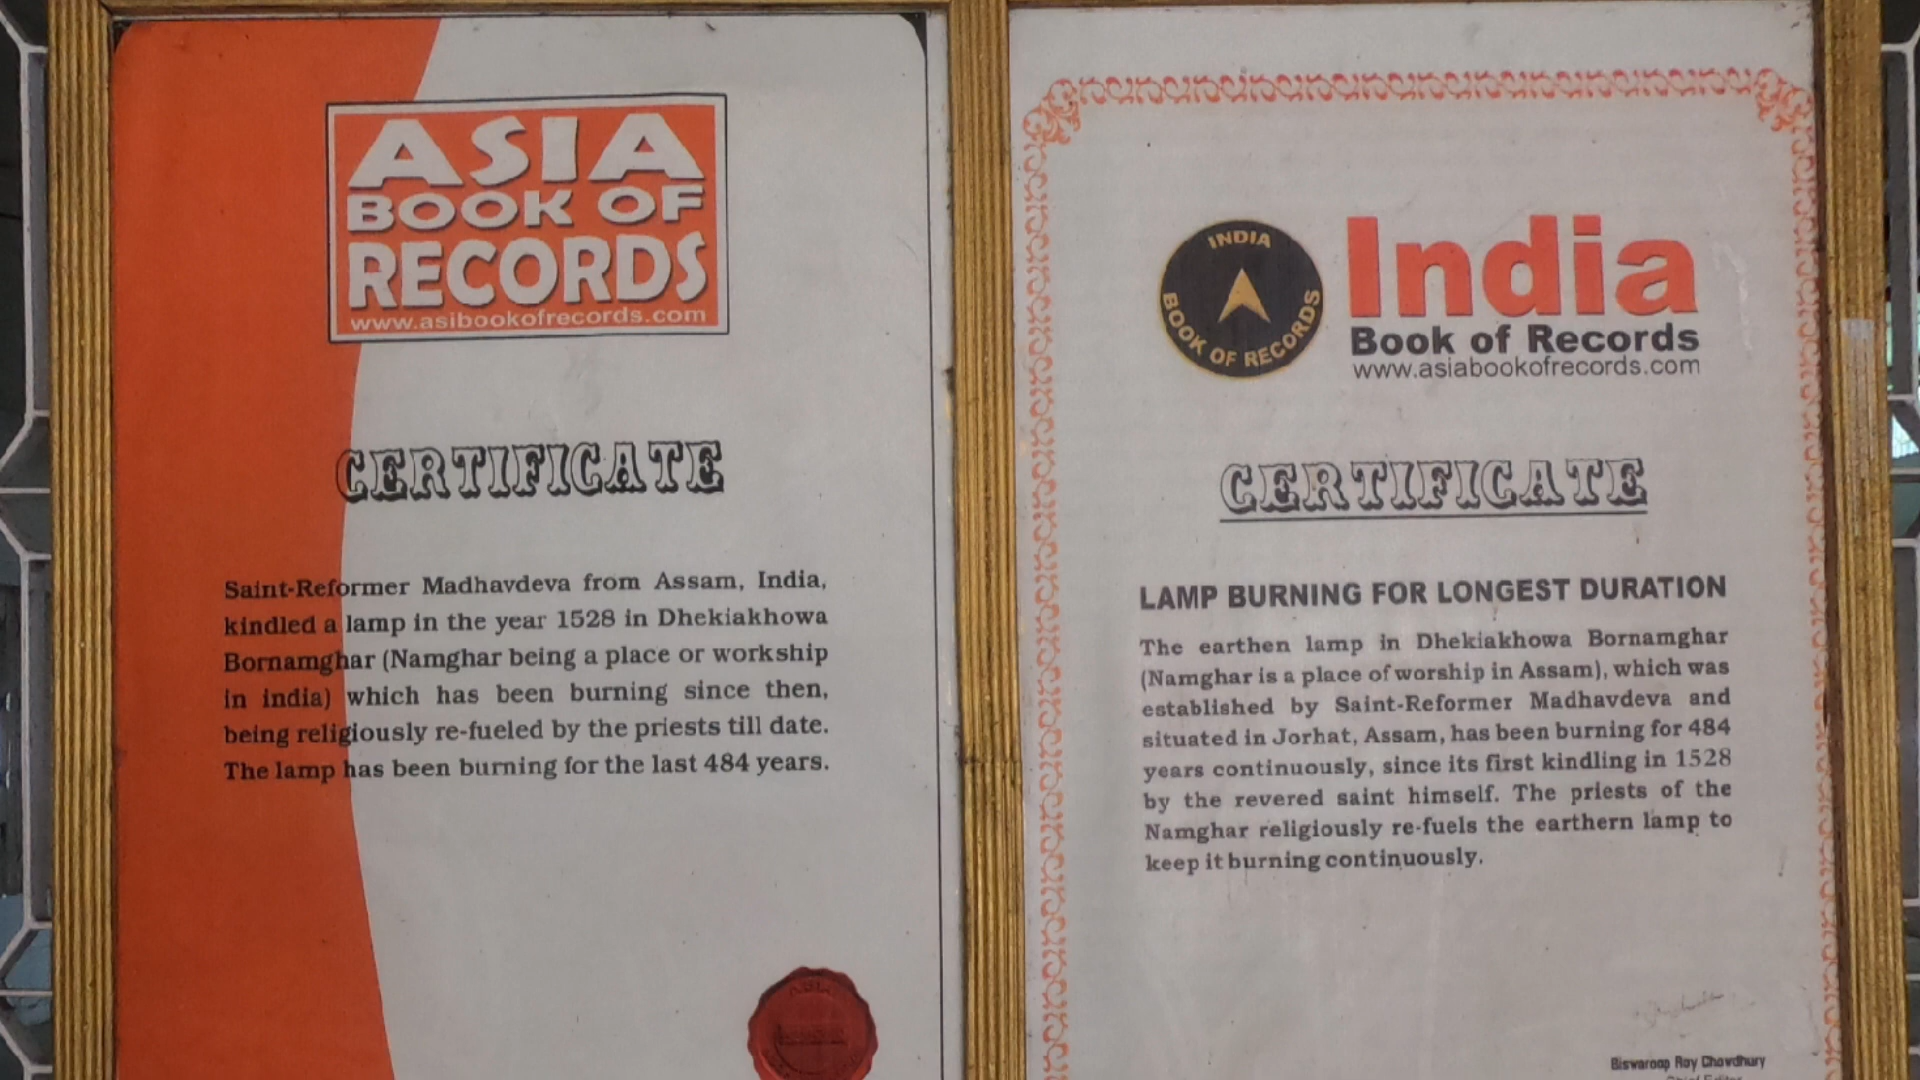 ASIA
BOOK OF
RECORDS
www.asibookofrecords.com
CERTIFICATE
Saint-Reformer Madhavdeva from Assam, India,
kindled a lamp in the year 1528 in Dhekiakhowa
Bornamghar (Namghar being a place or workship
in india) which has been burning since then,
being religiously re-fueled by the priests till date.
The lamp has been burning for the last 484 years.
ASIA
INDIA
BOOK OF RECORDS
India
Book of Records
www.asiabookofrecords.com
CERTIFICATE
LAMP BURNING FOR LONGEST DURATION
The earthen lamp in Dhekiakhowa Bornamghar
(Namghar is a place of worship in Assam), which was
established by Saint-Reformer Madhavdeva and
situated in Jorhat, Assam, has been burning for 484
years continuously, since its first kindling in 1528
by the revered saint himself. The priests of the
Namghar religiously re-fuels the earthern lamp to
keep it burning continuously.
Biswaroop Roy Chowdhury
Chief Editor